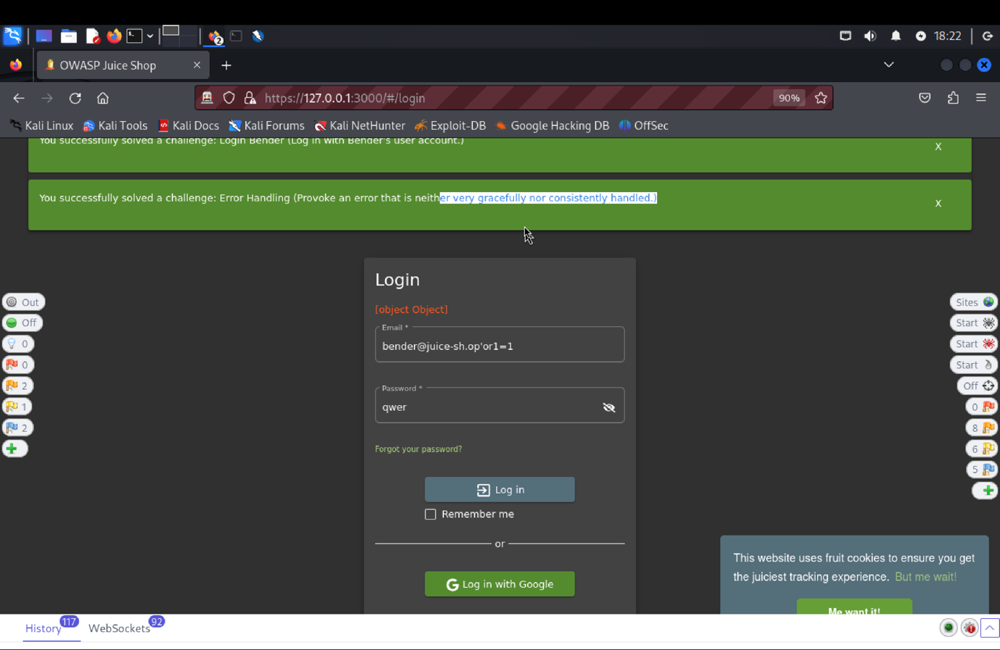 18:22
OWASP Juice Shop
https://127.0.0.1:3000/#/login
90%
Kali Linux Kali Tools Kali Docs Kali Forums Kali NetHunter Exploit-DB Google Hacking DB OffSec
You successfully solved a challenge: Login Bender (Log in with Bender's user account.)
X
You successfully solved a challenge: Error Handling (Provoke an error that is neither very gracefully nor consistently handled.)
X
Login
[object Object]
Email *
bender@juice-sh.op'or1=1
Password *
qwer
Forgot your password?
Log in
Remember me
or
G Log in with Google
Out
Off
0
0
2
1
2
Sites
Start
Start
Start
Off
0
8
6
5
This website uses fruit cookies to ensure you get
the juiciest tracking experience. But me wait!
Me want it!
History 117 WebSockets 92
2